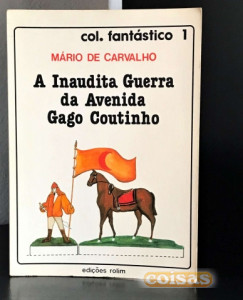 col. fantástico 1
MÁRIO DE CARVALHO
A Inaudita Guerra
da Avenida
Gago Coutinho
edições rolim
coisas